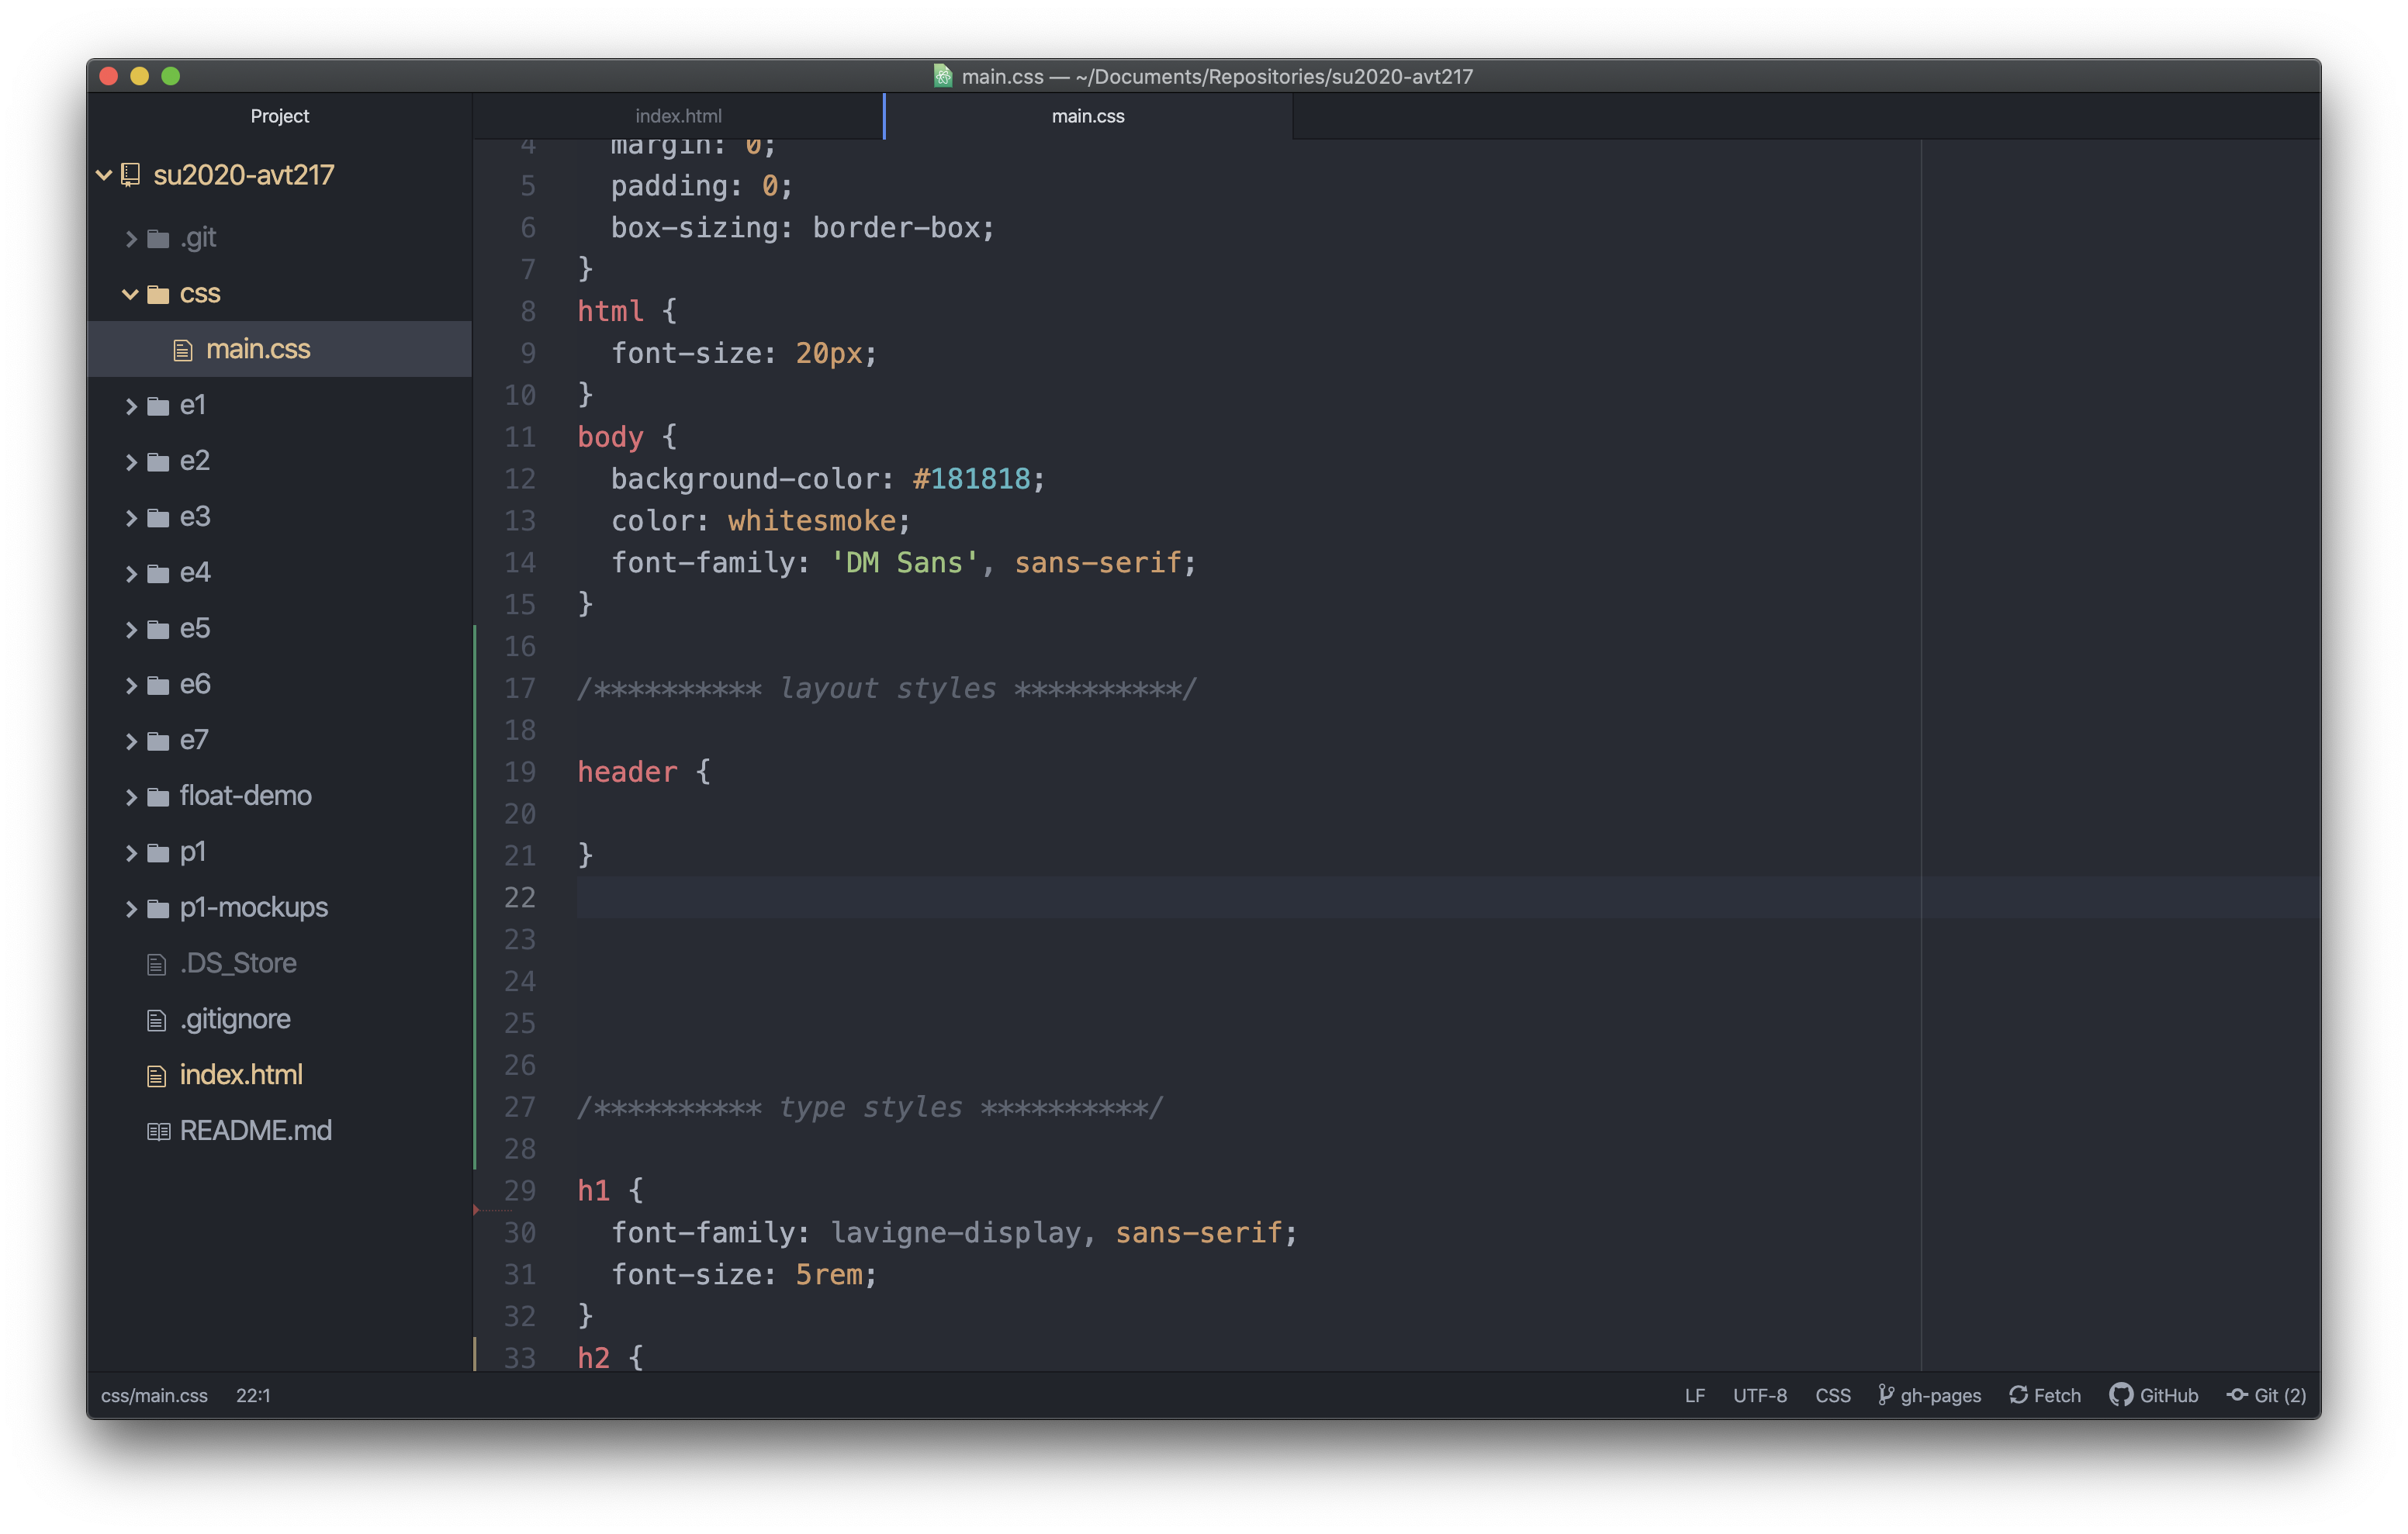 main.css — ~/Documents/Repositories/su2020-avt217
Project
su2020-avt217
.git
css
main.css
e1
e2
e3
e4
e5
e6
e7
float-demo
p1
p1-mockups
.DS_Store
.gitignore
index.html
README.md
index.html
main.css
4 margin: 0;
5 padding: 0;
6 box-sizing: border-box;
7 }
8 html {
9 font-size: 20px;
10 }
11 body {
12 background-color: #181818;
13 color: whitesmoke;
14 font-family: 'DM Sans', sans-serif;
15 }
16
17 /********** layout styles **********/
18
19 header {
20
21 }
22
23
24
25
26
27 /********** type styles **********/
28
29 h1 {
30 font-family: lavigne-display, sans-serif;
31 font-size: 5rem;
32 }
33 h2 {
css/main.css 22:1 LF UTF-8 CSS gh-pages Fetch GitHub Git (2)